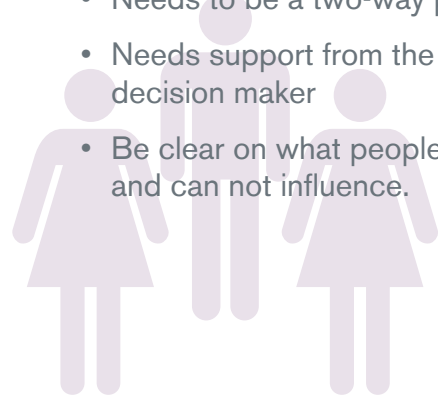 • Needs to be a two-way p
• Needs support from the
decision maker
• Be clear on what people
and can not influence.